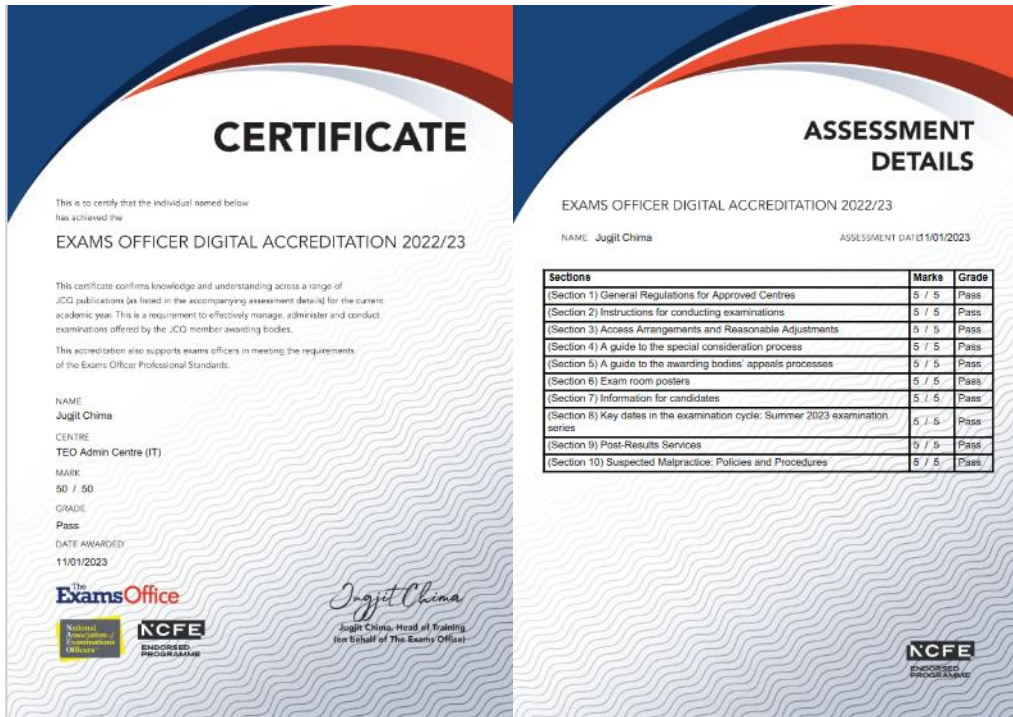 CERTIFICATE
This is to certify that the individual named below
has achieved the
EXAMS OFFICER DIGITAL ACCREDITATION 2022/23
This certificate confirms knowledge and understanding across a range of
JCQ publications (as listed in the accompanying assessment details) for the current
academic year. This is a requirement to effectively manage, administer and conduct
examinations offered by the JCQ member awarding bodies.
This accreditation also supports exams officers in meeting the requirements
of the Exams Officer Professional Standards.
NAME
Jugjit Chima
CENTRE
TEO Admin Centre (IT)
MARK
50 / 50
GRADE
Pass
DATE AWARDED
11/01/2023
The
ExamsOffice
National
Association of
Examinations
Officers
NCFE
ENDORSED
PROGRAMME
Jugjit Chima
Jugjit Chima, Head of Training
(on behalf of The Exams Office)
ASSESSMENT
DETAILS
EXAMS OFFICER DIGITAL ACCREDITATION 2022/23
NAME Jugjit Chima ASSESSMENT DATE 11/01/2023
Sections Marks Grade
(Section 1) General Regulations for Approved Centres 5 / 5 Pass
(Section 2) Instructions for conducting examinations 5 / 5 Pass
(Section 3) Access Arrangements and Reasonable Adjustments 5 / 5 Pass
(Section 4) A guide to the special consideration process 5 / 5 Pass
(Section 5) A guide to the awarding bodies' appeals processes 5 / 5 Pass
(Section 6) Exam room posters 5 / 5 Pass
(Section 7) Information for candidates 5 / 5 Pass
(Section 8) Key dates in the examination cycle: Summer 2023 examination
series 5 / 5 Pass
(Section 9) Post-Results Services 5 / 5 Pass
(Section 10) Suspected Malpractice: Policies and Procedures 5 / 5 Pass
NCFE
ENDORSED
PROGRAMME